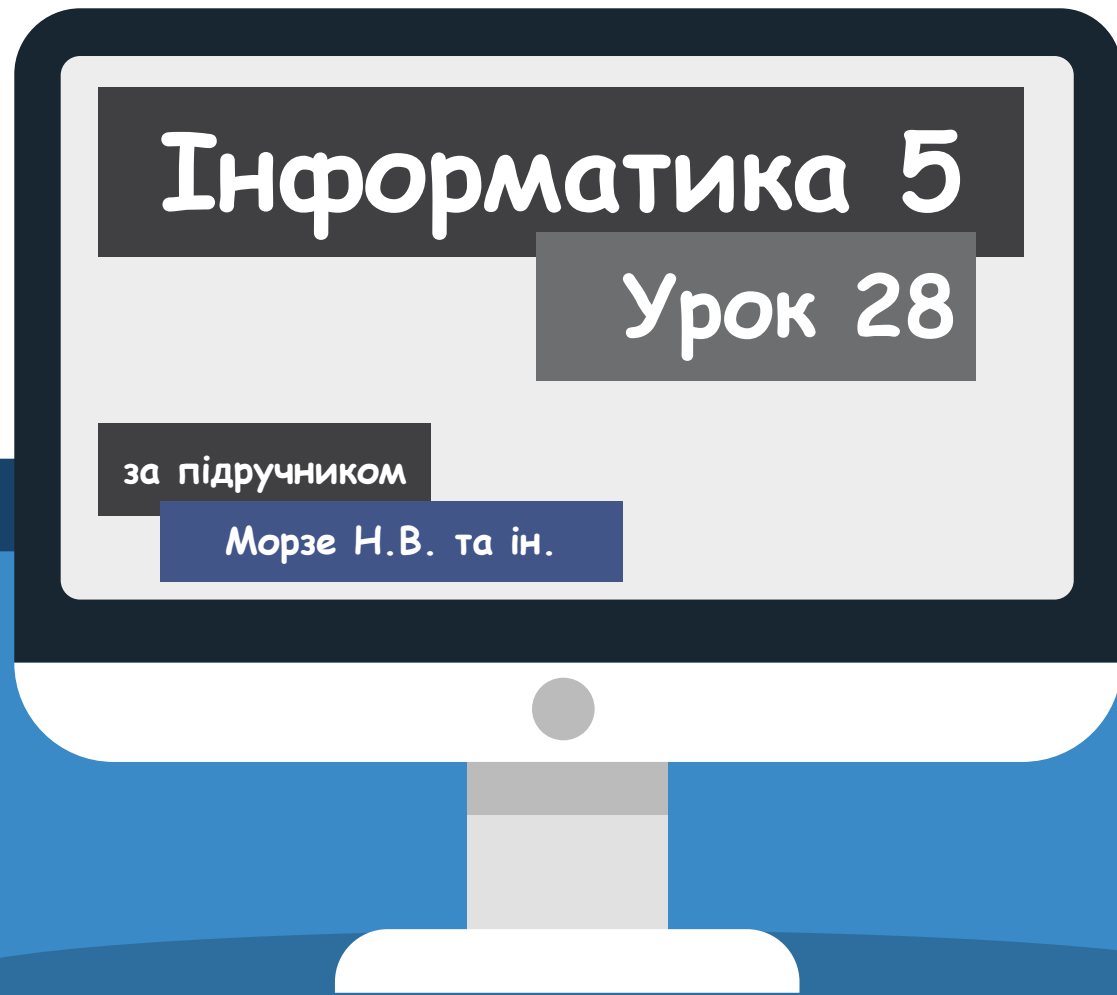 Інформатика 5
Урок 28
за підручником
Морзе Н.В. та ін.